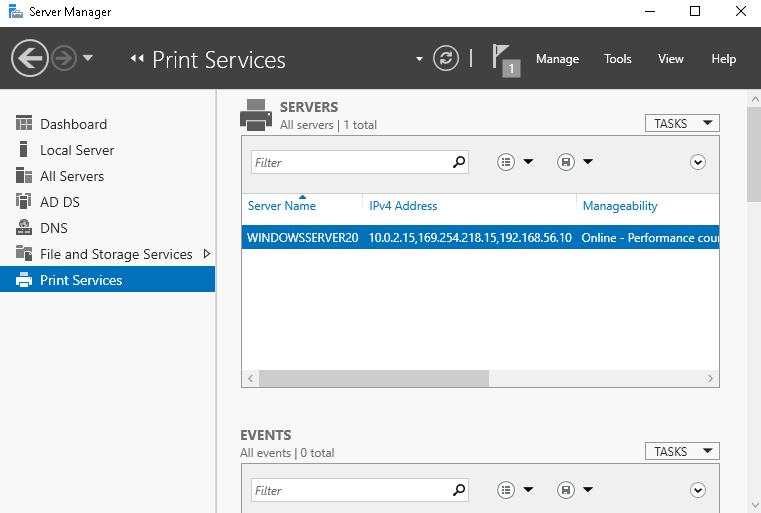 Server Manager
Print Services
1
Manage Tools View Help
Dashboard
Local Server
All Servers
AD DS
DNS
File and Storage Services
Print Services
SERVERS
All servers | 1 total
TASKS
Filter
Server Name IPv4 Address Manageability
WINDOWSSERVER20 10.0.2.15,169.254.218.15,192.168.56.10 Online - Performance cour
EVENTS
All events | 0 total
TASKS
Filter